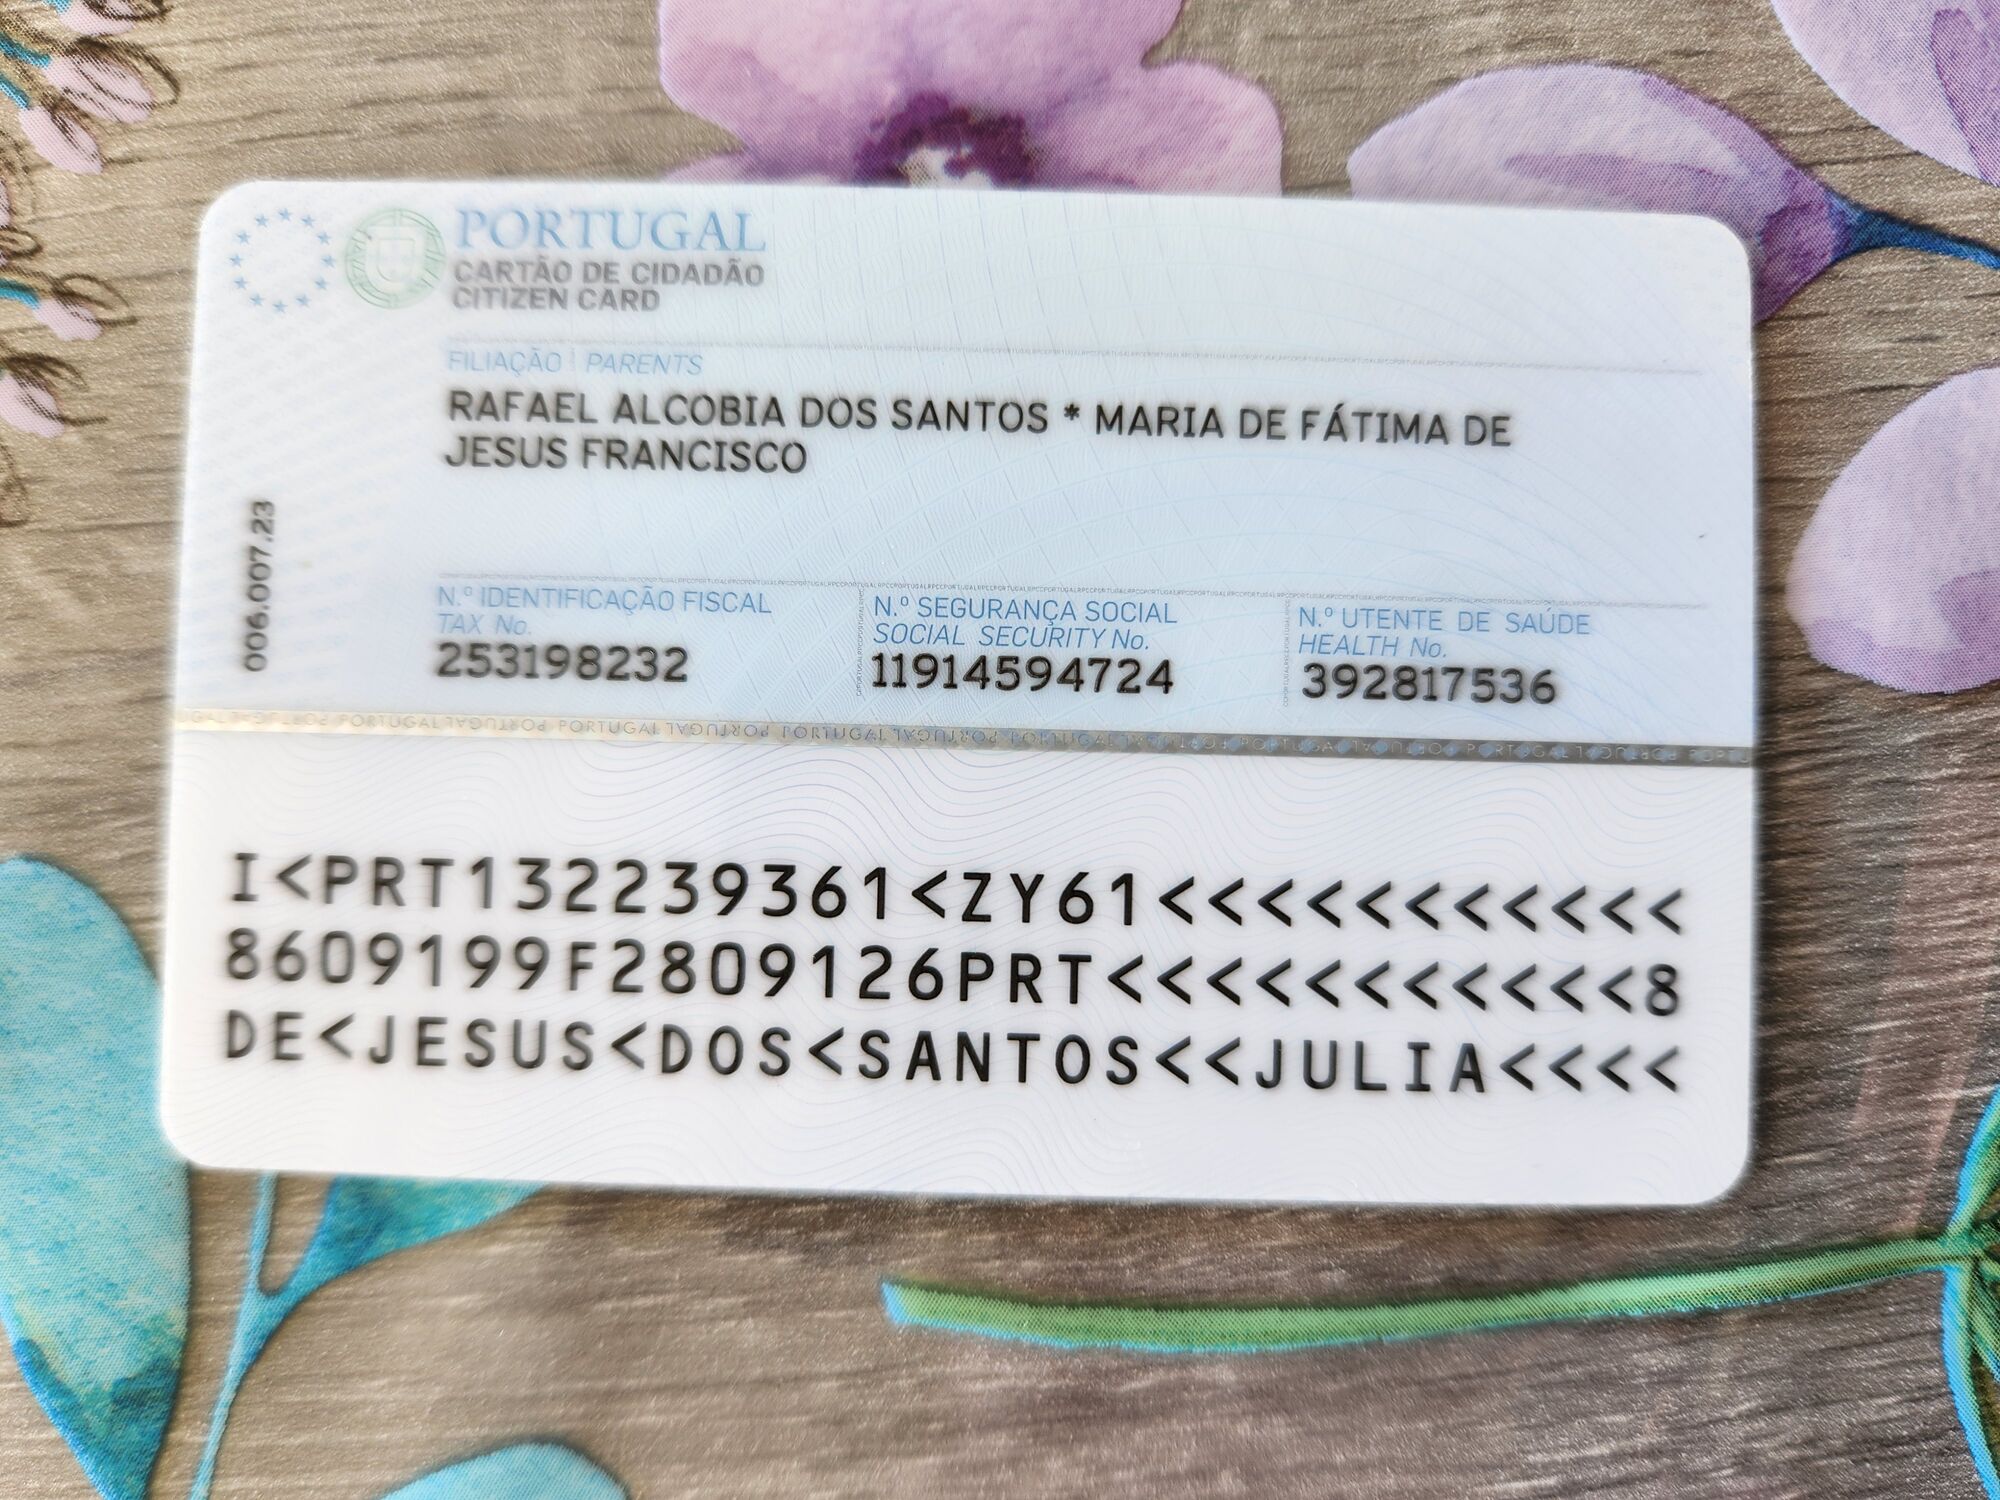 PORTUGAL
CARTÃO DE CIDADÃO
CITIZEN CARD
FILIAÇÃO | PARENTS
RAFAEL ALCOBIA DOS SANTOS * MARIA DE FÁTIMA DE
JESUS FRANCISCO
006.007.23
N.º IDENTIFICAÇÃO FISCAL
TAX No.
253198232
N.º SEGURANÇA SOCIAL
SOCIAL SECURITY No.
11914594724
N.º UTENTE DE SAÚDE
HEALTH No.
392817536
I<PRT132239361<ZY61<<<<<<<<<<<
8609199F2809126PRT<<<<<<<<<<<8
DE<JESUS<DOS<SANTOS<<JULIA<<<<